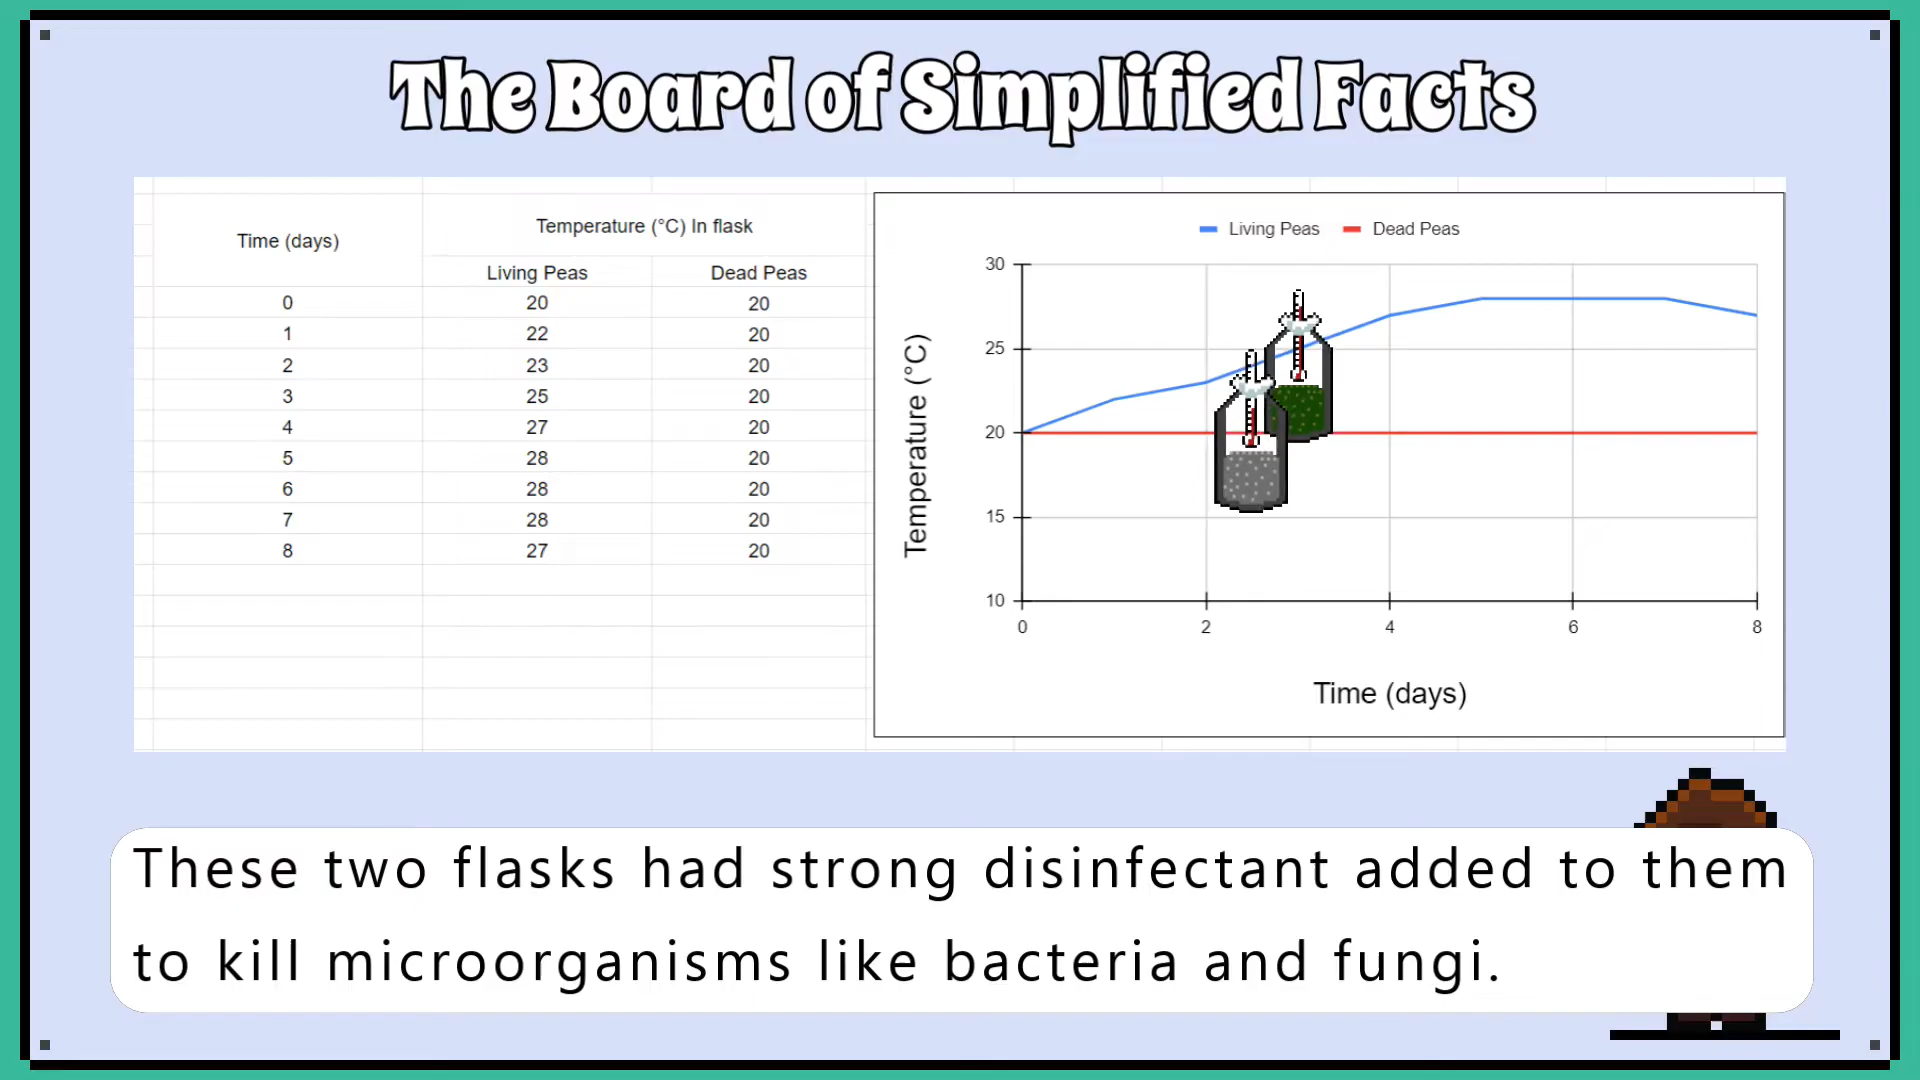 The Board of Simplified Facts
Time (days)
Temperature (°C) In flask
Living Peas Dead Peas
0 20 20
1 22 20
2 23 20
3 25 20
4 27 20
5 28 20
6 28 20
7 28 20
8 27 20
Living Peas Dead Peas
Temperature (°C)
30
25
20
15
10
0 2 4 6 8
Time (days)
These two flasks had strong disinfectant added to them
to kill microorganisms like bacteria and fungi.